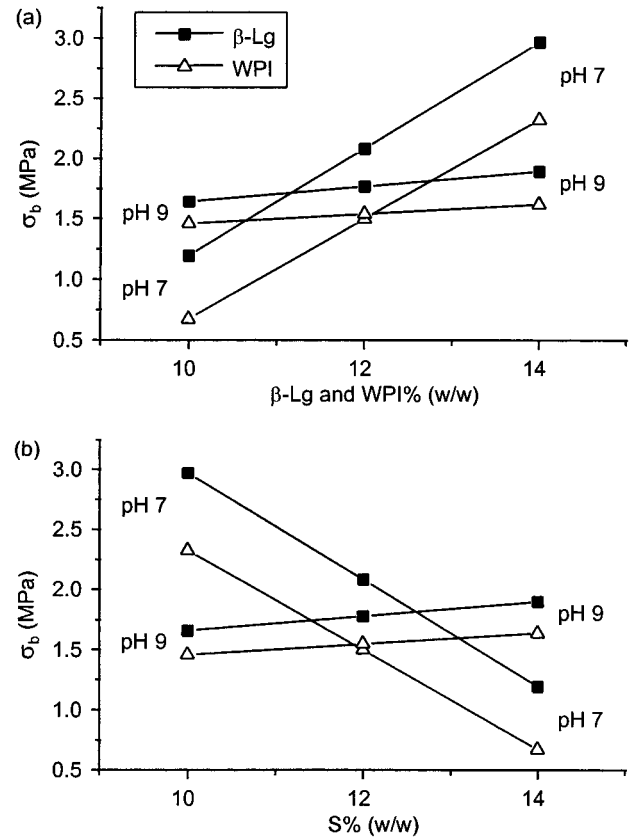 (a)
β-Lg
WPI
3.0
2.5
2.0
1.5
1.0
0.5
σb (MPa)
pH 7
pH 9
pH 9
pH 7
10
12
14
β-Lg and WPI% (w/w)
(b)
3.0
2.5
2.0
1.5
1.0
0.5
σb (MPa)
pH 7
pH 9
pH 9
pH 7
10
12
14
S% (w/w)